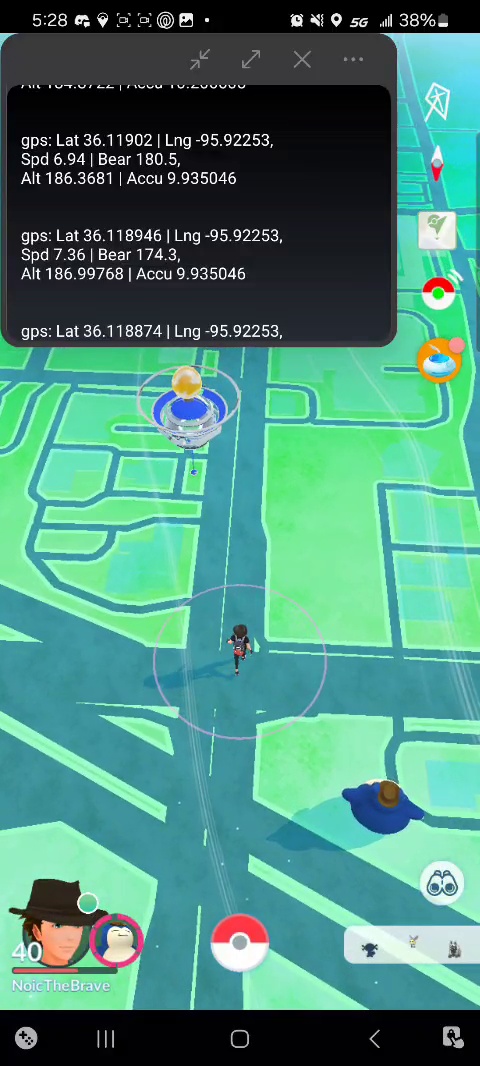 5:28
5G
38%
gps: Lat 36.11902 | Lng -95.92253,
Spd 6.94 | Bear 180.5,
Alt 186.3681 | Accu 9.935046
gps: Lat 36.118946 | Lng -95.92253,
Spd 7.36 | Bear 174.3,
Alt 186.99768 | Accu 9.935046
gps: Lat 36.118874 | Lng -95.92253,
40
NoicTheBrave